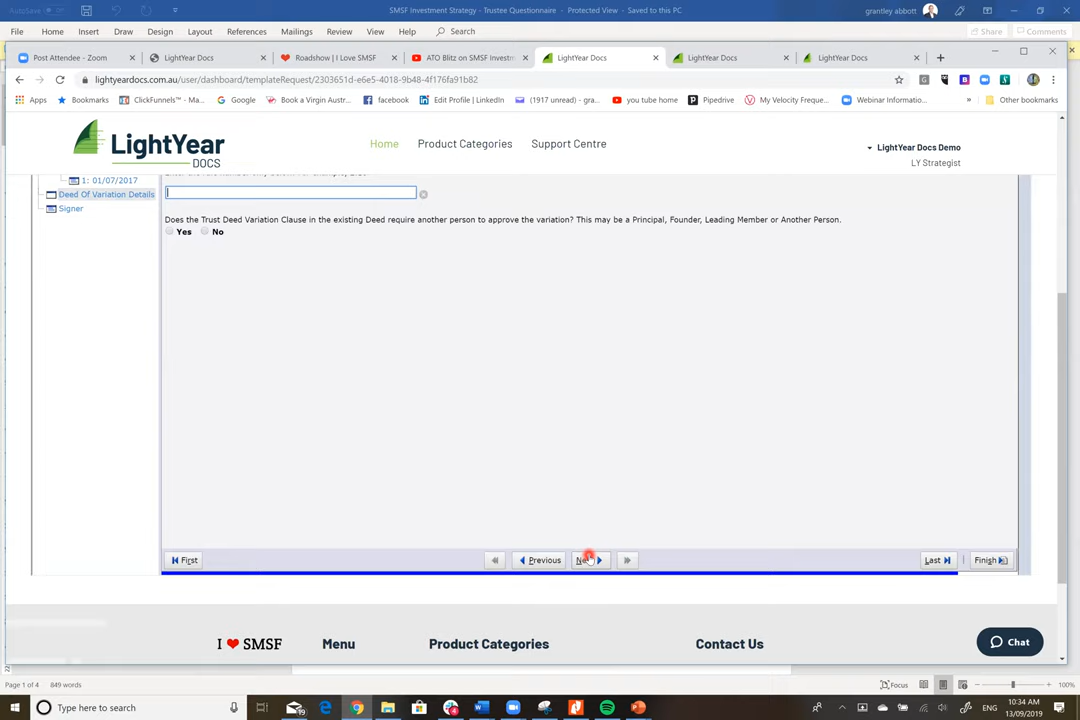 AutoSave
SMSF Investment Strategy - Trustee Questionnaire - Protected View - Saved to this PC
grantley abbott
File Home Insert Draw Design Layout References Mailings Review View Help Search Share Comments
Post Attendee - Zoom LightYear Docs Roadshow | I Love SMSF ATO Blitz on SMSF Investm LightYear Docs LightYear Docs LightYear Docs
lightyeardocs.com.au/user/dashboard/templateRequest/2303651d-e6e5-4018-9b48-4f176fa91b82
Apps Bookmarks ClickFunnels™ - Ma... Google Book a Virgin Austr... facebook Edit Profile | LinkedIn (1917 unread) - gra... you tube home Pipedrive My Velocity Freque... Webinar Informatio... » Other bookmarks
LightYear
DOCS
Home Product Categories Support Centre
LightYear Docs Demo
LY Strategist
1: 01/07/2017
Deed Of Variation Details
Signer
Does the Trust Deed Variation Clause in the existing Deed require another person to approve the variation? This may be a Principal, Founder, Leading Member or Another Person.
Yes No
First Previous Last Finish
I ❤ SMSF Menu Product Categories Contact Us
Chat
Page 1 of 4 849 words Focus 100%
Type here to search
99+
ENG
10:34 AM
13/09/2019